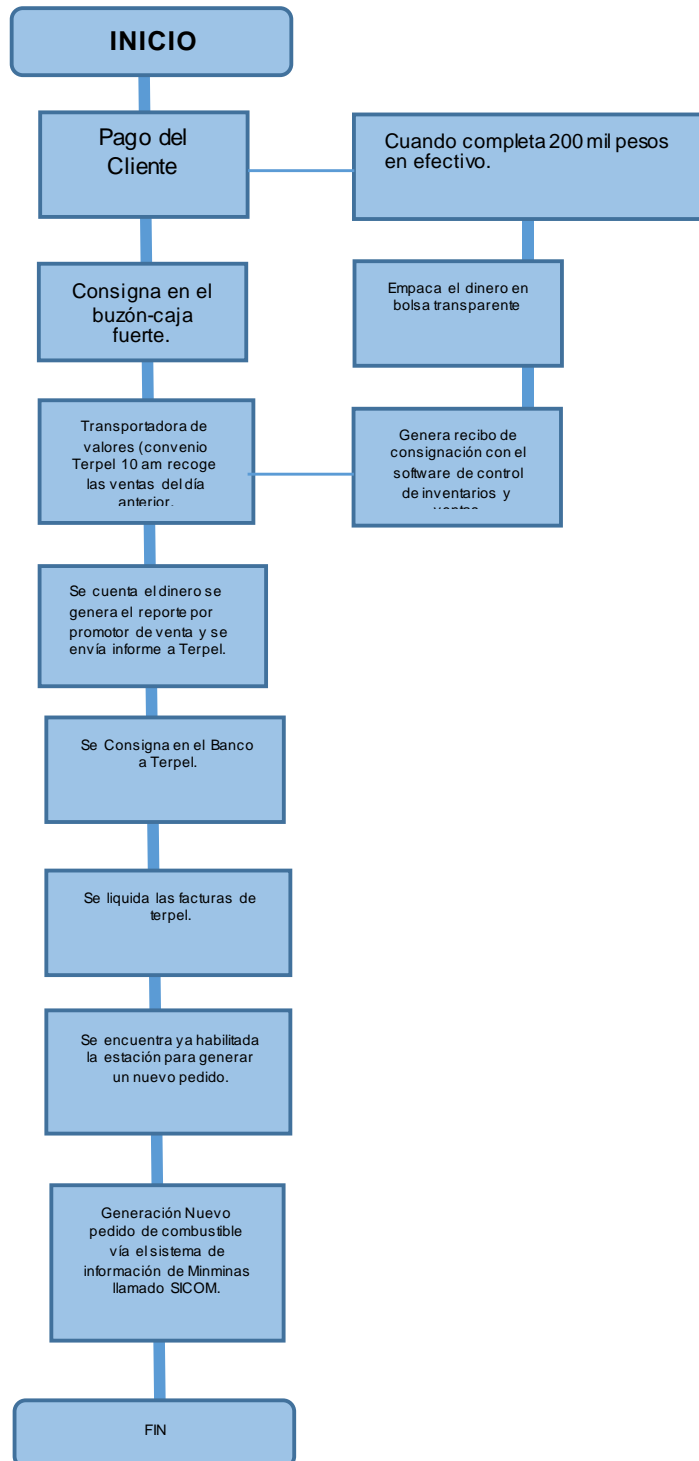 INICIO
Pago del
Cliente
Cuando completa 200 mil pesos
en efectivo.
Consigna en el
buzón-caja
fuerte.
Empaca el dinero en
bolsa transparente
Transportadora de
valores (convenio
Terpel 10 am recoge
las ventas del día
anterior.
Genera recibo de
consignación con el
software de control
de inventarios y
ventas
Se cuenta el dinero se
genera el reporte por
promotor de venta y se
envía informe a Terpel.
Se Consigna en el Banco
a Terpel.
Se liquida las facturas de
terpel.
Se encuentra ya habilitada
la estación para generar
un nuevo pedido.
Generación Nuevo
pedido de combustible
vía el sistema de
información de Minminas
llamado SICOM.
FIN